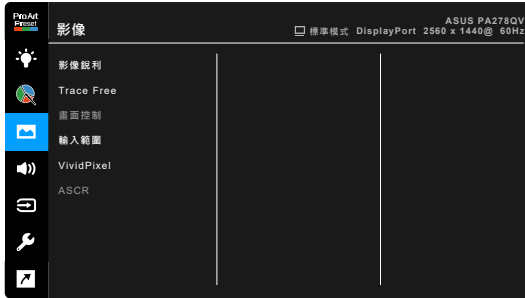 ProArt
Preset
影像
ASUS PA278QV
標準模式 DisplayPort 2560 x 1440@ 60Hz
影像銳利
Trace Free
畫面控制
輸入範圍
VividPixel
ASCR